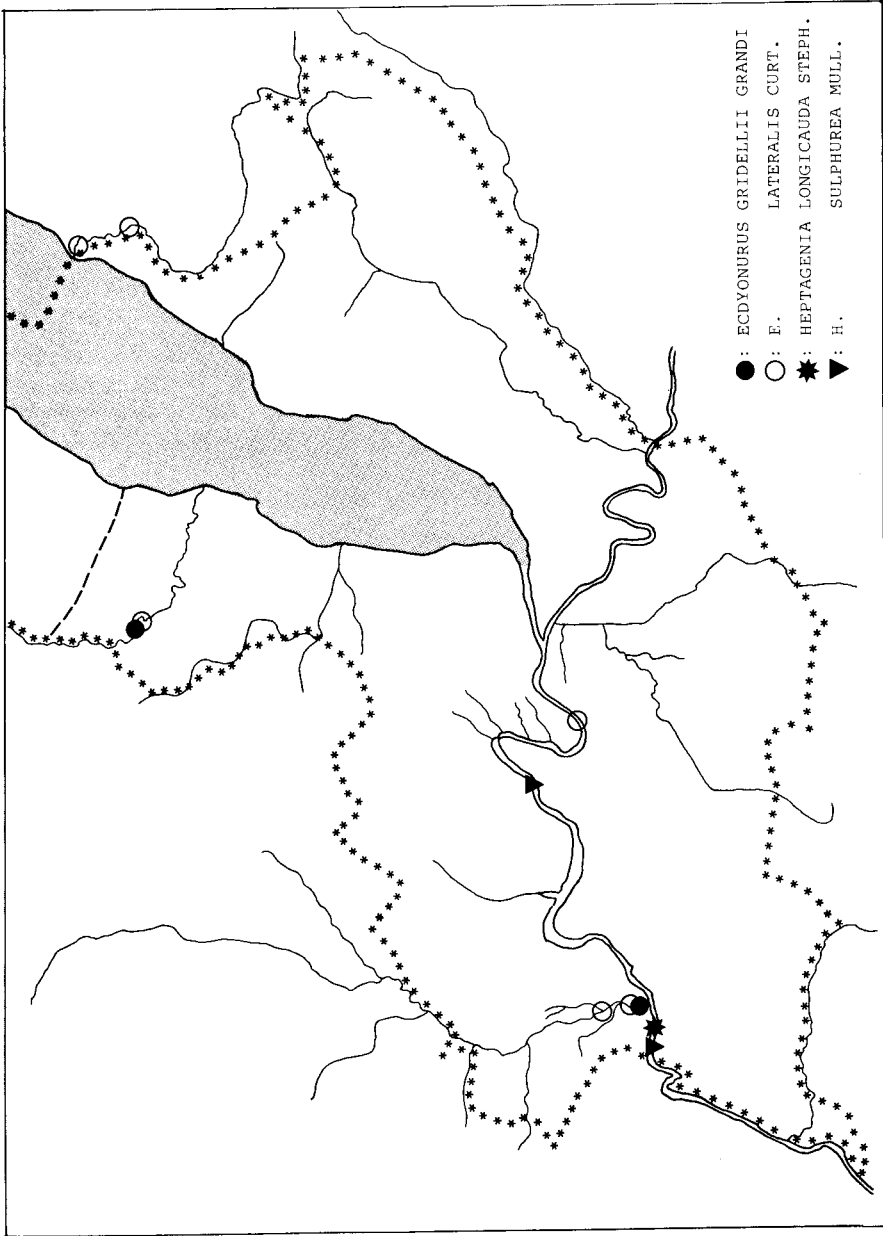 ●: ECDYONURUS GRIDELLII GRANDI
○: E. LATERALIS CURT.
✸: HEPTAGENIA LONGICAUDA STEPH.
▼: H. SULPHUREA MULL.